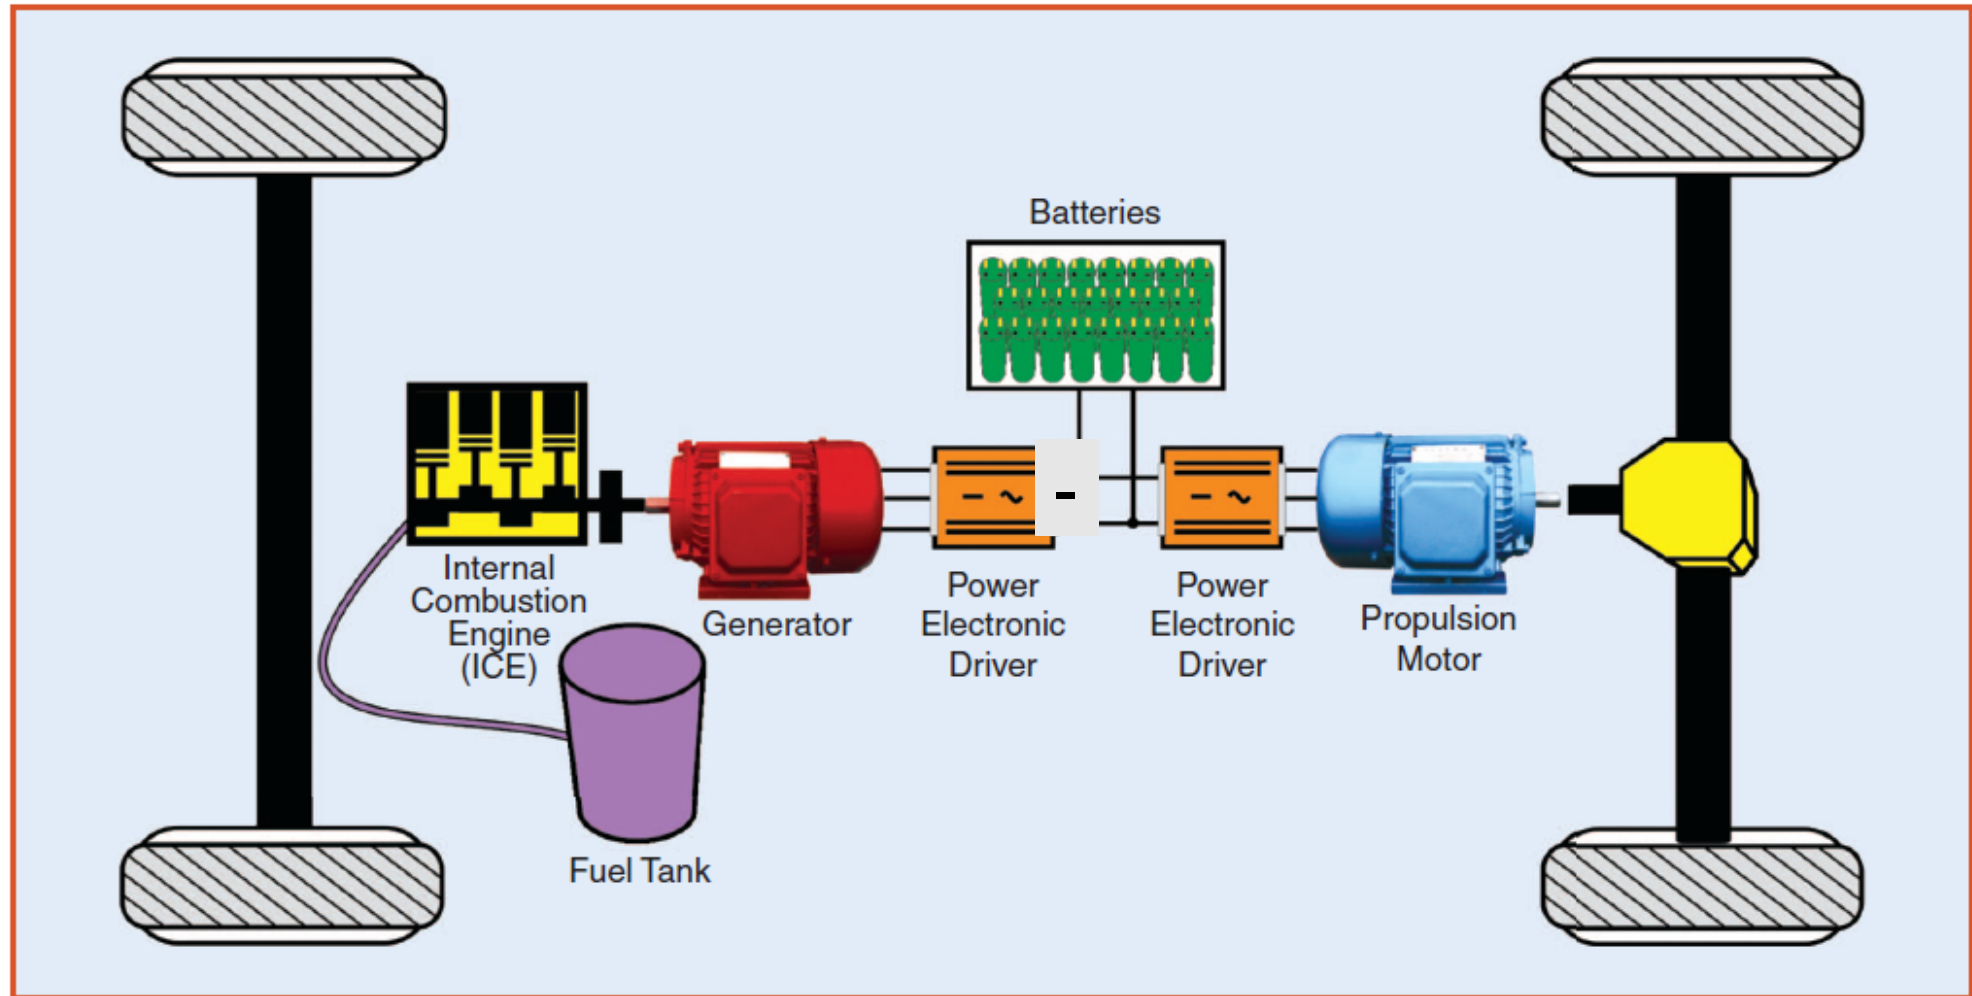 Batteries
- ~
-
- ~
Internal
Combustion
Engine
(ICE)
Generator
Power
Electronic
Driver
Power
Electronic
Driver
Propulsion
Motor
Fuel Tank